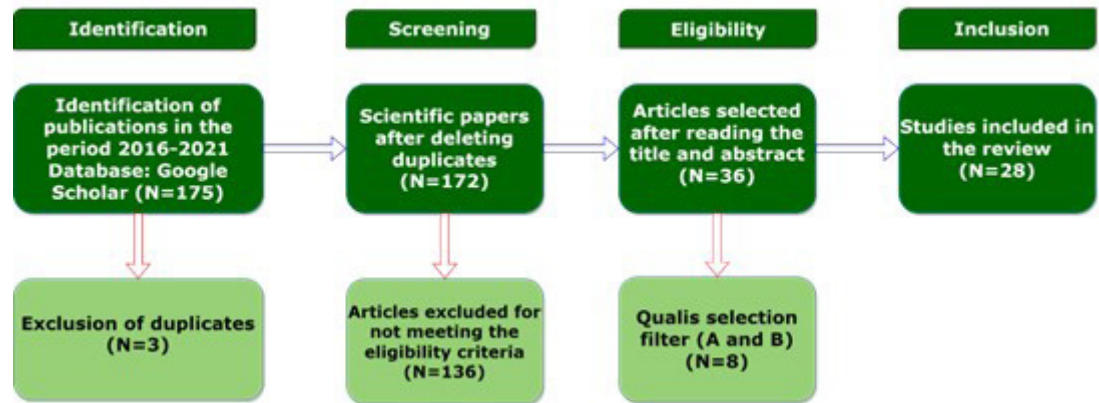 Identification
Screening
Eligibility
Inclusion
Identification of
publications in the
period 2016-2021
Database: Google
Scholar (N=175)
Scientific papers
after deleting
duplicates
(N=172)
Articles selected
after reading the
title and abstract
(N=36)
Studies included in
the review
(N=28)
Exclusion of duplicates
(N=3)
Articles excluded for
not meeting the
eligibility criteria
(N=136)
Qualis selection
filter (A and B)
(N=8)